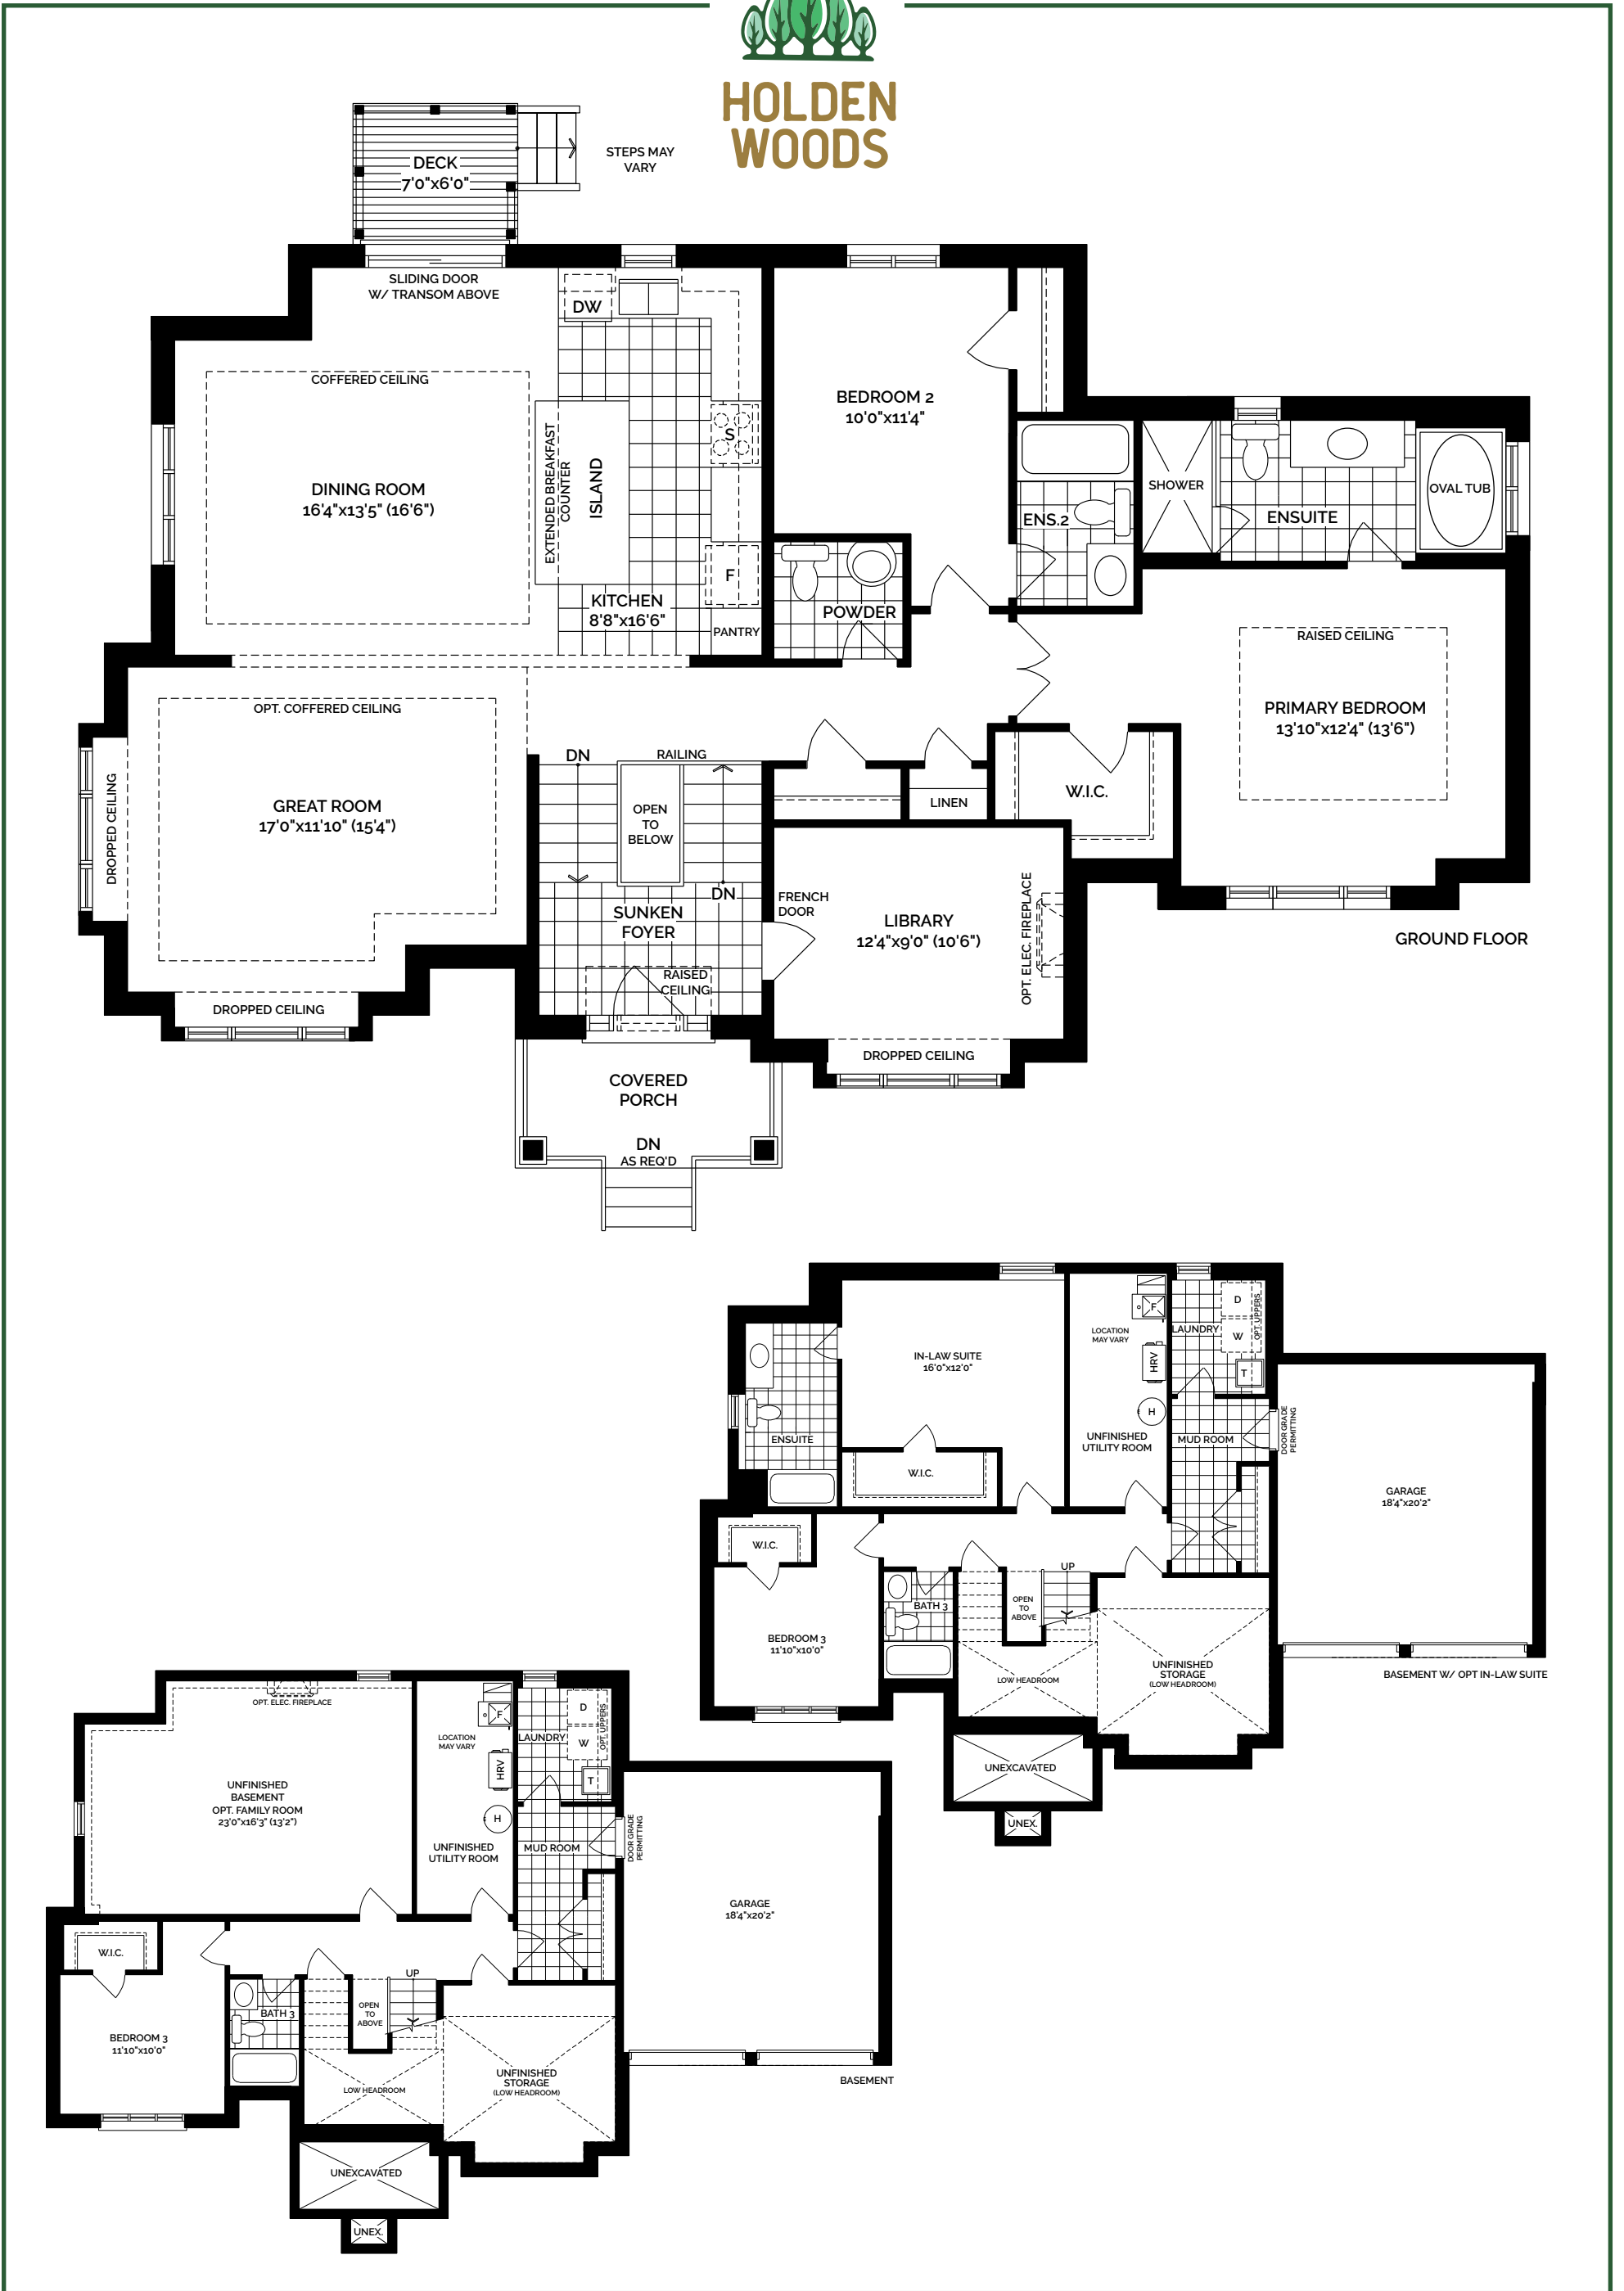 HOLDEN
WOODS
DECK
7'0"x6'0"
STEPS MAY
VARY
SLIDING DOOR
W/ TRANSOM ABOVE
DW
COFFERED CEILING
DINING ROOM
16'4"x13'5" (16'6")
EXTENDED BREAKFAST
COUNTER
ISLAND
S
F
KITCHEN
8'8"x16'6"
PANTRY
BEDROOM 2
10'0"x11'4"
ENS.2
POWDER
SHOWER
ENSUITE
OVAL TUB
RAISED CEILING
PRIMARY BEDROOM
13'10"x12'4" (13'6")
W.I.C.
LINEN
OPT. COFFERED CEILING
GREAT ROOM
17'0"x11'10" (15'4")
DROPPED CEILING
DROPPED CEILING
DN
RAILING
OPEN
TO
BELOW
DN
SUNKEN
FOYER
RAISED
CEILING
FRENCH
DOOR
LIBRARY
12'4"x9'0" (10'6")
OPT. ELEC. FIREPLACE
DROPPED CEILING
GROUND FLOOR
COVERED
PORCH
DN
AS REQ'D
IN-LAW SUITE
16'0"x12'0"
ENSUITE
W.I.C.
LOCATION
MAY VARY
F
HRV
H
UNFINISHED
UTILITY ROOM
LAUNDRY
D
W
OPT. UPPERS
T
MUD ROOM
DOOR GRADE
PERMITTING
GARAGE
18'4"x20'2"
W.I.C.
BEDROOM 3
11'10"x10'0"
BATH 3
OPEN
TO
ABOVE
UP
LOW HEADROOM
UNFINISHED
STORAGE
(LOW HEADROOM)
UNEXCAVATED
UNEX.
BASEMENT W/ OPT IN-LAW SUITE
OPT. ELEC. FIREPLACE
UNFINISHED
BASEMENT
OPT. FAMILY ROOM
23'0"x16'3" (13'2")
LOCATION
MAY VARY
F
HRV
H
UNFINISHED
UTILITY ROOM
LAUNDRY
D
W
OPT. UPPERS
T
MUD ROOM
DOOR GRADE
PERMITTING
GARAGE
18'4"x20'2"
W.I.C.
BEDROOM 3
11'10"x10'0"
BATH 3
OPEN
TO
ABOVE
UP
LOW HEADROOM
UNFINISHED
STORAGE
(LOW HEADROOM)
UNEXCAVATED
UNEX.
BASEMENT